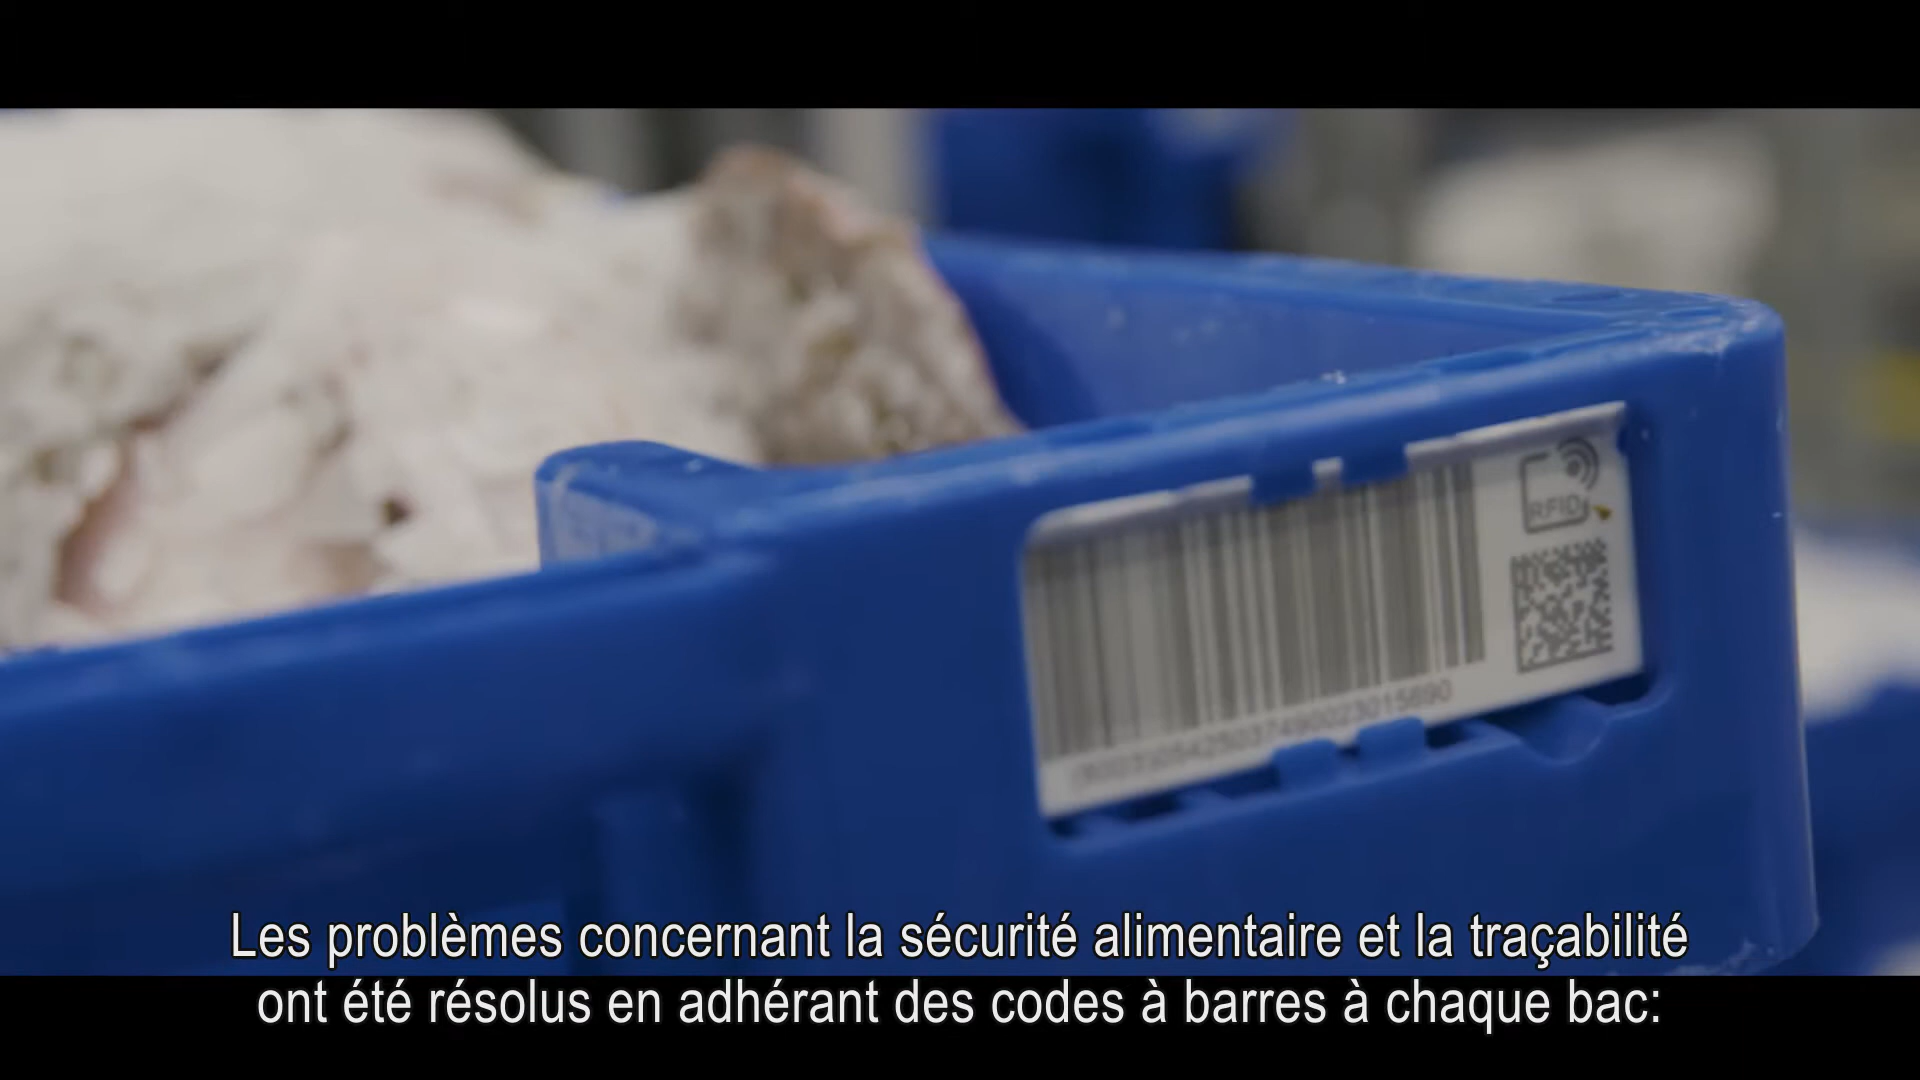 RFID
Les problèmes concernant la sécurité alimentaire et la traçabilité
ont été résolus en adhérant des codes à barres à chaque bac: